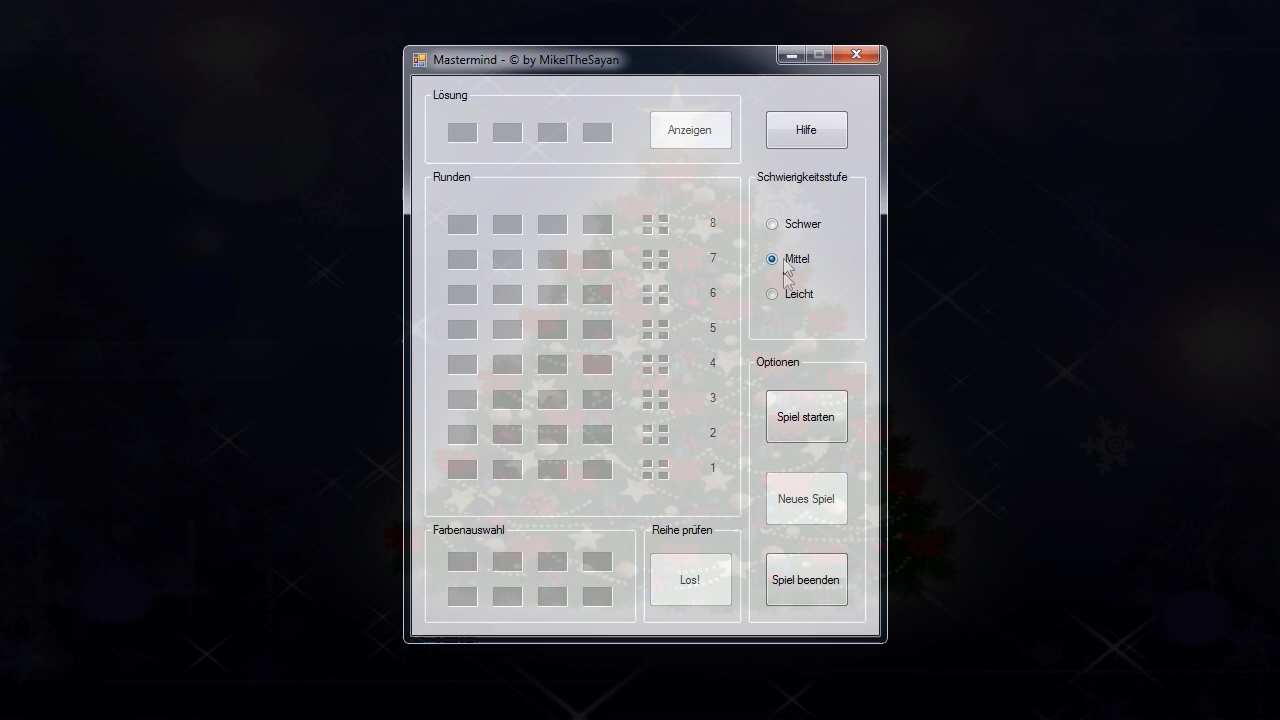 Mastermind - © by MikelTheSayan
Lösung
Anzeigen
Hilfe
Runden
8
7
6
5
4
3
2
1
Schwierigkeitsstufe
Schwer
Mittel
Leicht
Optionen
Spiel starten
Neues Spiel
Spiel beenden
Farbenauswahl
Reihe prüfen
Los!